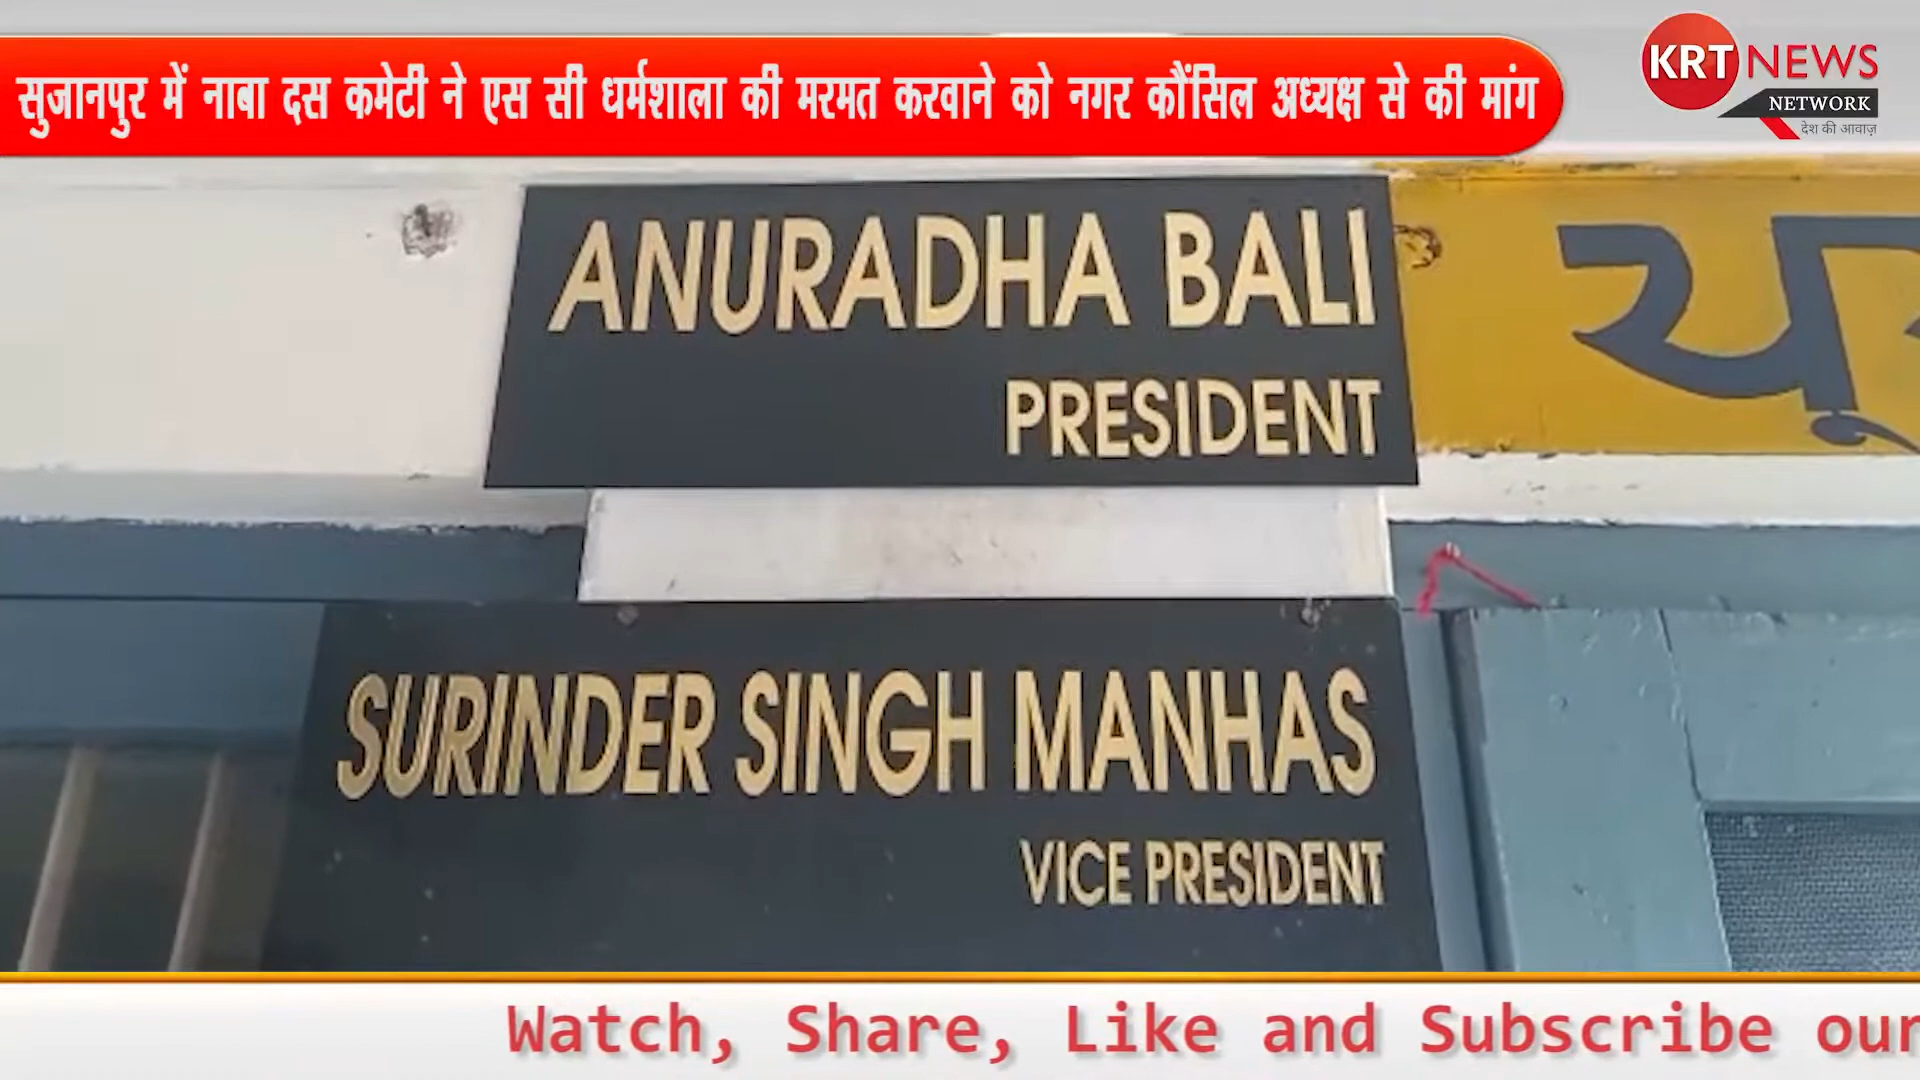 सुजानपुर में नाबा दस कमेटी ने एस सी धर्मशाला की मरमत करवाने को नगर कौंसिल अध्यक्ष से की मांग
KRT NEWS
NETWORK
देश की आवाज़
ANURADHA BALI
PRESIDENT
SURINDER SINGH MANHAS
VICE PRESIDENT
Watch, Share, Like and Subscribe our